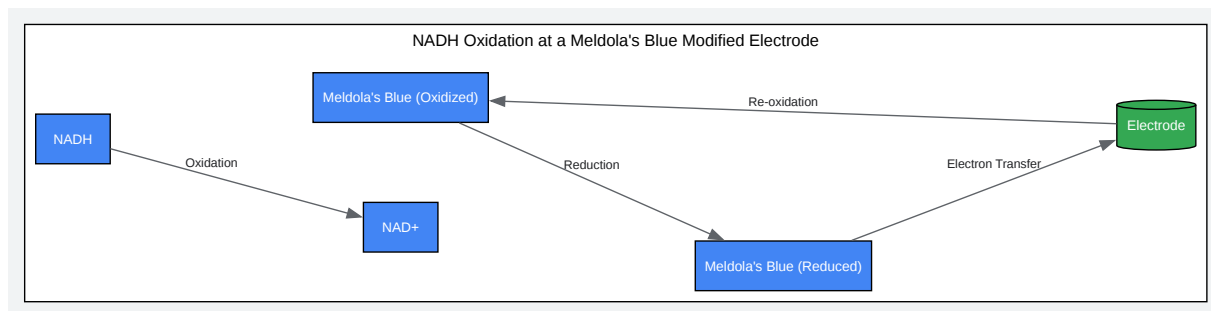 NADH Oxidation at a Meldola's Blue Modified Electrode
Meldola's Blue (Oxidized)
Re-oxidation
Electrode
NADH
Oxidation
Reduction
Electron Transfer
NAD+
Meldola's Blue (Reduced)